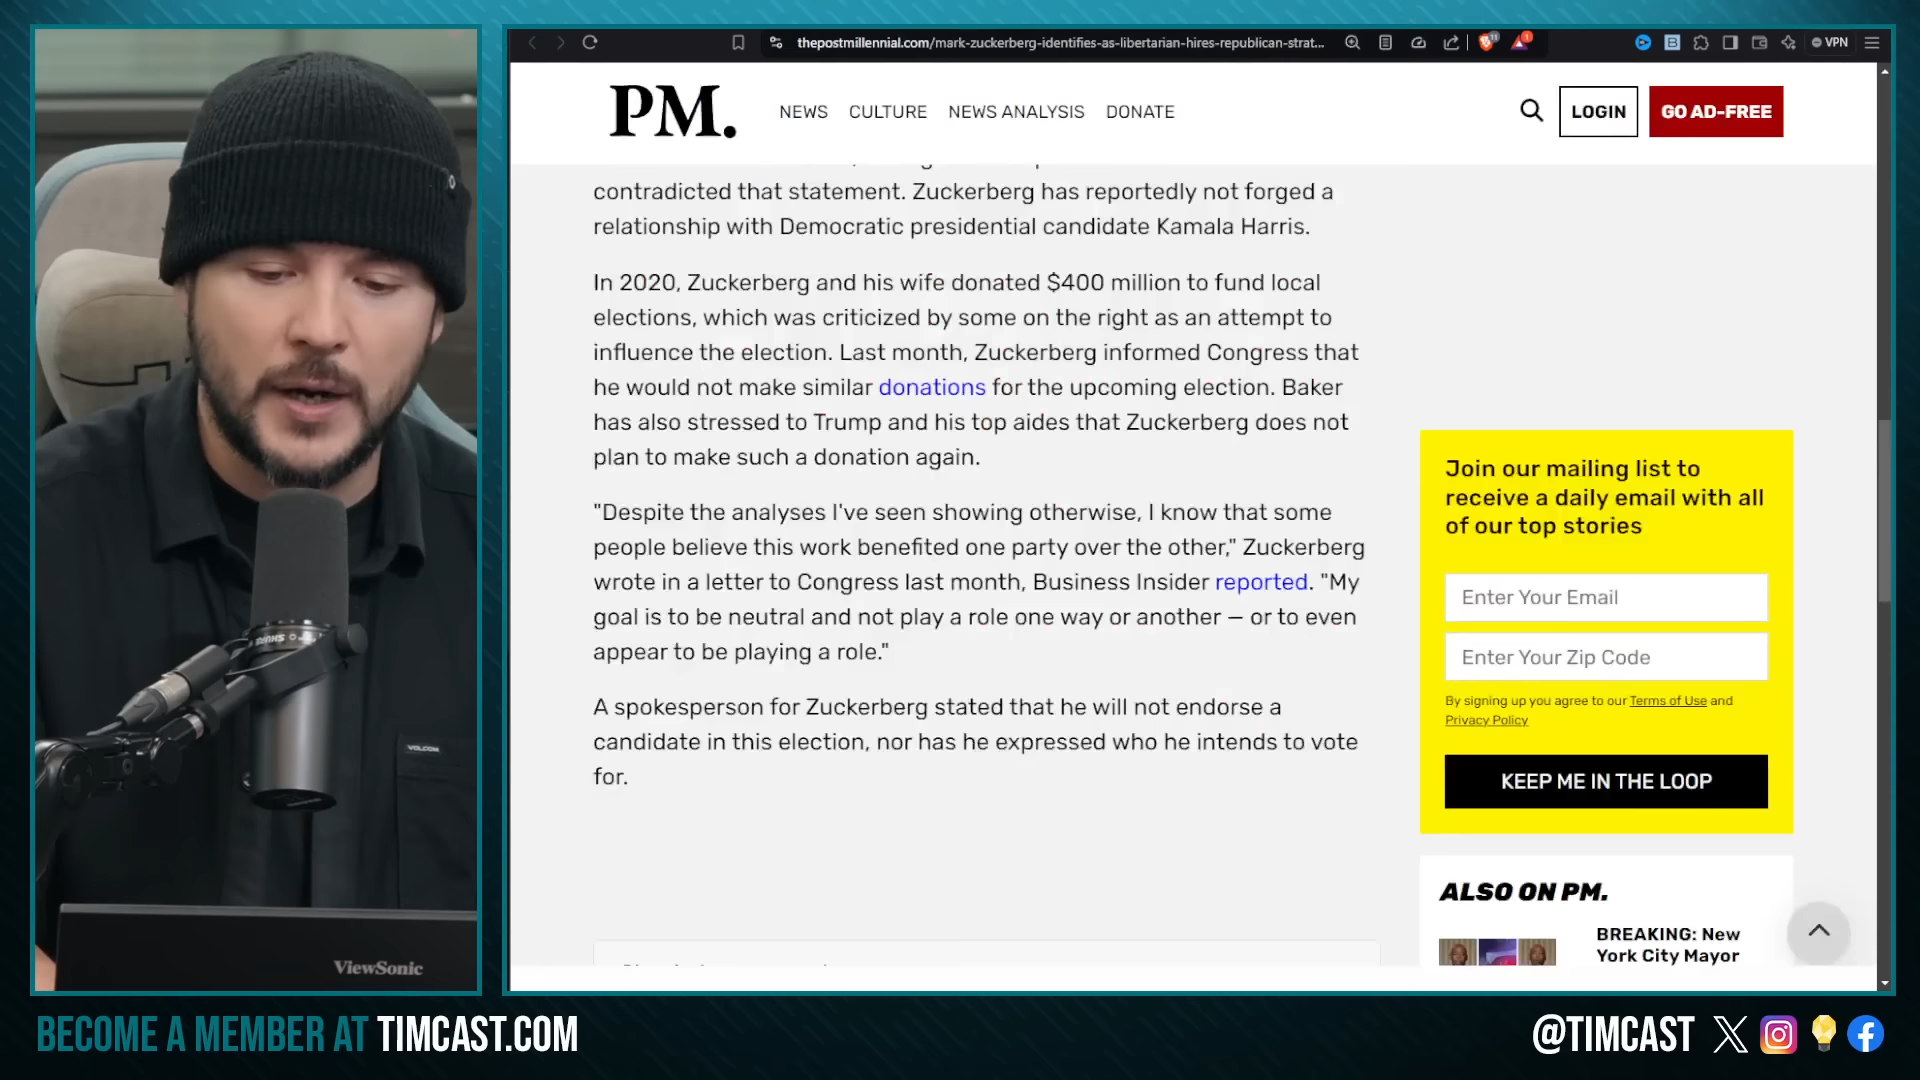 thepostmillennial.com/mark-zuckerberg-identifies-as-libertarian-hires-republican-strat...
VPN
PM.
NEWS CULTURE NEWS ANALYSIS DONATE
LOGIN
GO AD-FREE
contradicted that statement. Zuckerberg has reportedly not forged a
relationship with Democratic presidential candidate Kamala Harris.
In 2020, Zuckerberg and his wife donated $400 million to fund local
elections, which was criticized by some on the right as an attempt to
influence the election. Last month, Zuckerberg informed Congress that
he would not make similar donations for the upcoming election. Baker
has also stressed to Trump and his top aides that Zuckerberg does not
plan to make such a donation again.
"Despite the analyses I've seen showing otherwise, I know that some
people believe this work benefited one party over the other," Zuckerberg
wrote in a letter to Congress last month, Business Insider reported. "My
goal is to be neutral and not play a role one way or another — or to even
appear to be playing a role."
A spokesperson for Zuckerberg stated that he will not endorse a
candidate in this election, nor has he expressed who he intends to vote
for.
Join our mailing list to
receive a daily email with all
of our top stories
Enter Your Email
Enter Your Zip Code
By signing up you agree to our Terms of Use and
Privacy Policy
KEEP ME IN THE LOOP
ALSO ON PM.
BREAKING: New
York City Mayor
SHURE
VOLCOM
ViewSonic
BECOME A MEMBER AT TIMCAST.COM
@TIMCAST